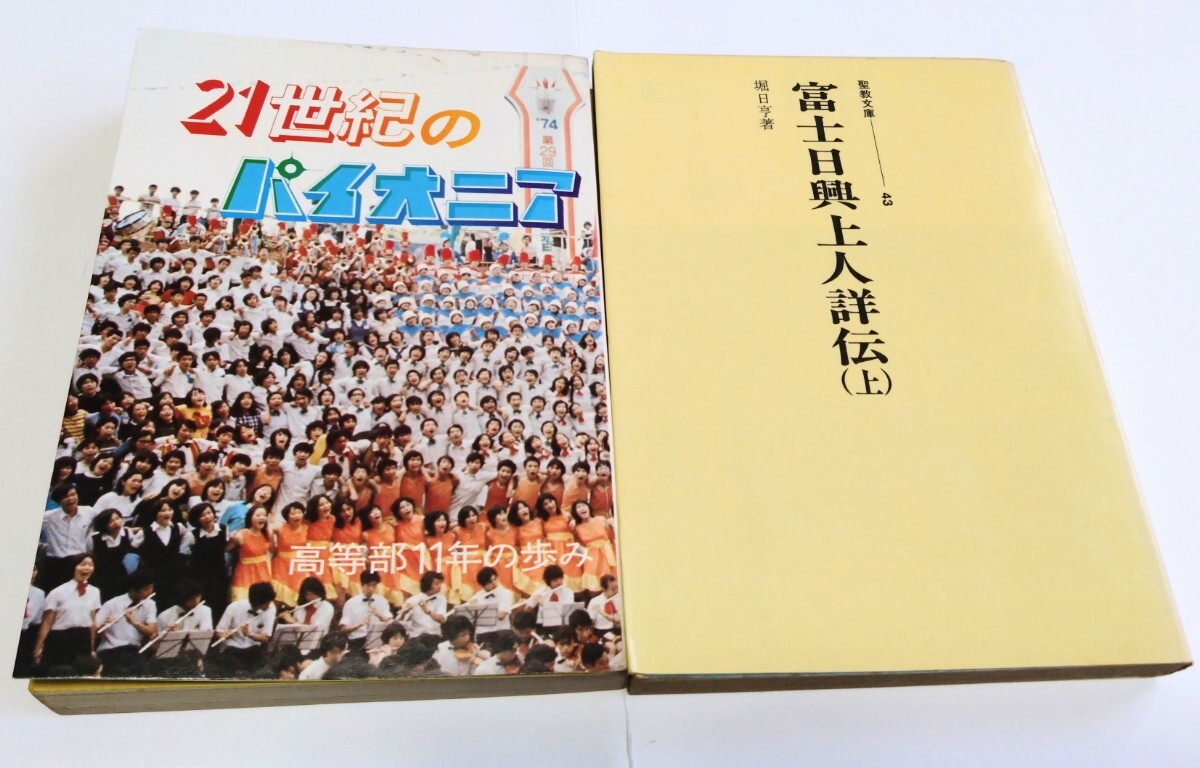 21世紀の
パイオニア
'74
第29回
高等部11年の歩み
聖教文庫 43
富士日興上人詳伝(上)
堀日亨著